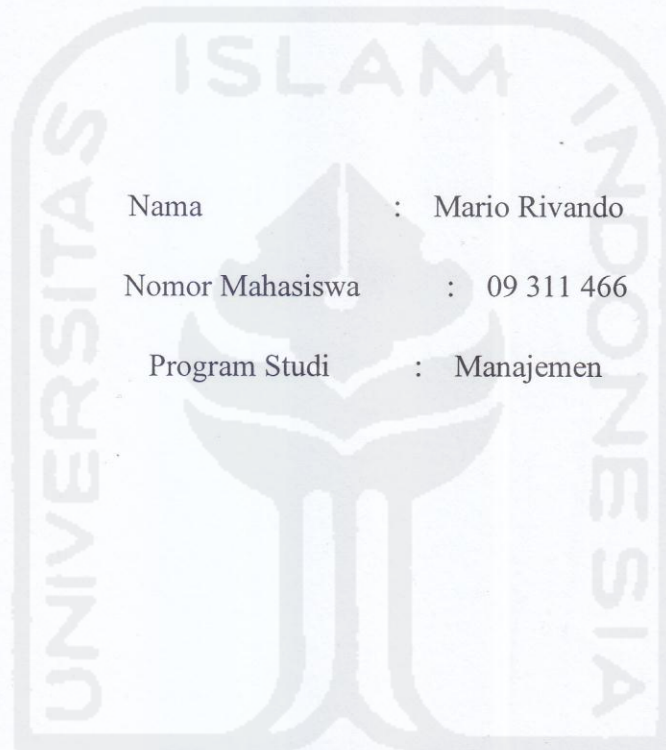 UNIVERSITAS ISLAM INDONESIA
Nama : Mario Rivando
Nomor Mahasiswa : 09 311 466
Program Studi : Manajemen